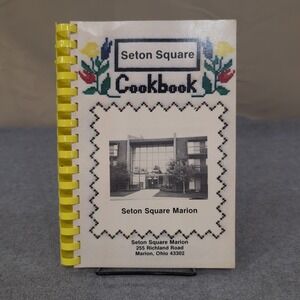 Seton Square
Cookbook
Seton Square Marion
Seton Square Marion
255 Richland Road
Marion, Ohio 43302